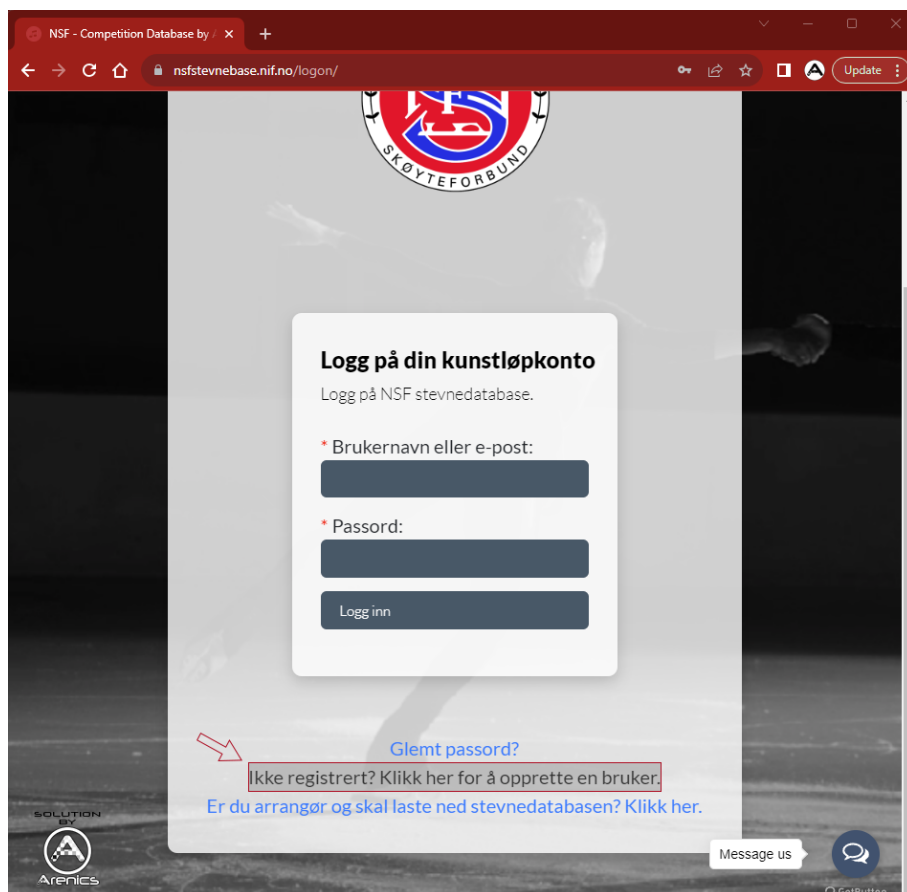 NSF - Competition Database by A
Update
nsfstevnebase.nif.no/logon/
NSF
SKØYTEFORBUND
Logg på din kunstløpkonto
Logg på NSF stevnedatabase.
* Brukernavn eller e-post:
* Passord:
Logg inn
Glemt passord?
Ikke registrert? Klikk her for å opprette en bruker.
Er du arrangør og skal laste ned stevnedatabasen? Klikk her.
SOLUTION
BY
Arenics
Message us
GetButton